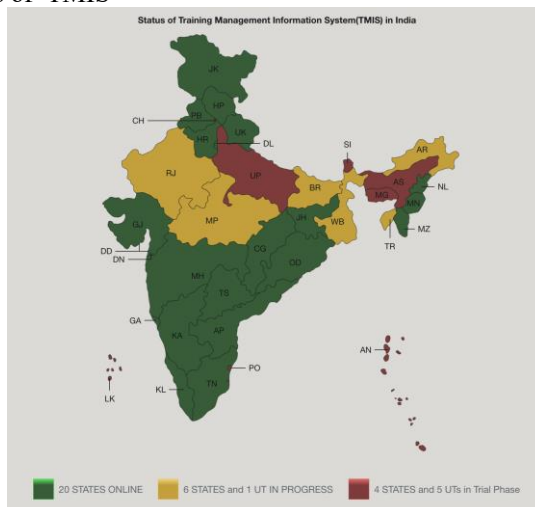 Status of Training Management Information System(TMIS) in India
JK
HP
PB
CH
UK
HR
DL
SI
AR
RJ
UP
BR
AS
NL
MG
MN
GJ
MP
JH
WB
TR
MZ
DD
DN
CG
OD
MH
TS
GA
AP
KA
AN
PO
LK
KL
TN
20 STATES ONLINE
6 STATES and 1 UT IN PROGRESS
4 STATES and 5 UTs in Trial Phase